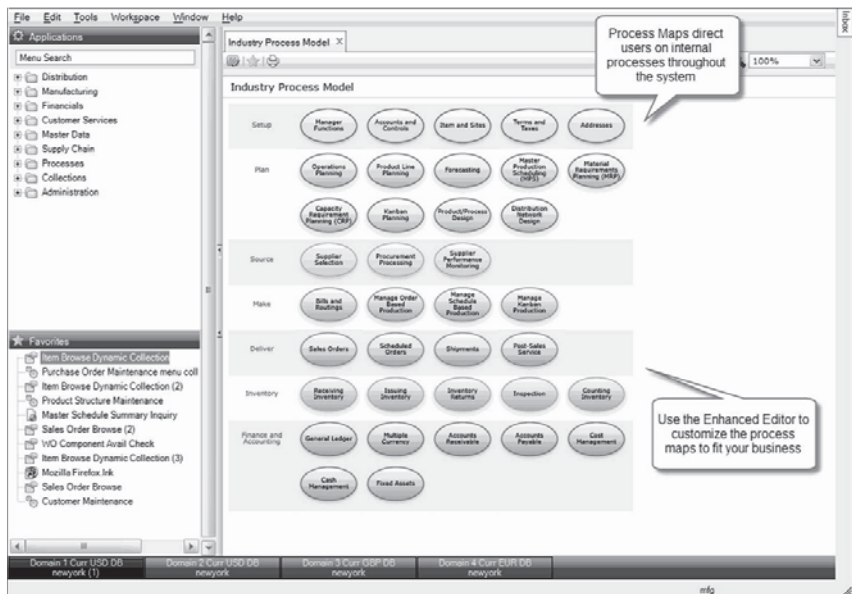 File Edit Tools Workspace Window Help
Inbox
Applications
Menu Search
Distribution
Manufacturing
Financials
Customer Services
Master Data
Supply Chain
Processes
Collections
Administration
Favorites
Item Browse Dynamic Collection
Purchase Order Maintenance menu coll
Item Browse Dynamic Collection (2)
Product Structure Maintenance
Master Schedule Summary Inquiry
Sales Order Browse (2)
WO Component Avail Check
Item Browse Dynamic Collection (3)
Mozilla Firefox.lnk
Sales Order Browse
Customer Maintenance
Industry Process Model X
100%
Process Maps direct
users on internal
processes throughout
the system
Industry Process Model
Setup
Manager
Functions
Accounts and
Controls
Item and Sites
Terms and
Taxes
Addresses
Plan
Operations
Planning
Product Line
Planning
Forecasting
Master
Production
Scheduling
(MPS)
Material
Requirements
Planning (MRP)
Capacity
Requirement
Planning (CRP)
Kanban
Planning
Product/Process
Design
Distribution
Network
Design
Source
Supplier
Selection
Procurement
Processing
Supplier
Performance
Monitoring
Make
Bills and
Routings
Manage Order
Based
Production
Manage
Schedule
Based
Production
Manage
Kanban
Production
Deliver
Sales Orders
Scheduled
Orders
Shipments
Post-Sales
Service
Inventory
Receiving
Inventory
Issuing
Inventory
Inventory
Returns
Inspection
Counting
Inventory
Finance and
Accounting
General Ledger
Multiple
Currency
Accounts
Receivable
Accounts
Payable
Cost
Management
Cash
Management
Fixed Assets
Use the Enhanced Editor to
customize the process
maps to fit your business
Domain 1 Curr USD DB
newyork (1)
Domain 2 Curr USD DB
newyork
Domain 3 Curr GBP DB
newyork
Domain 4 Curr EUR DB
newyork
mfg